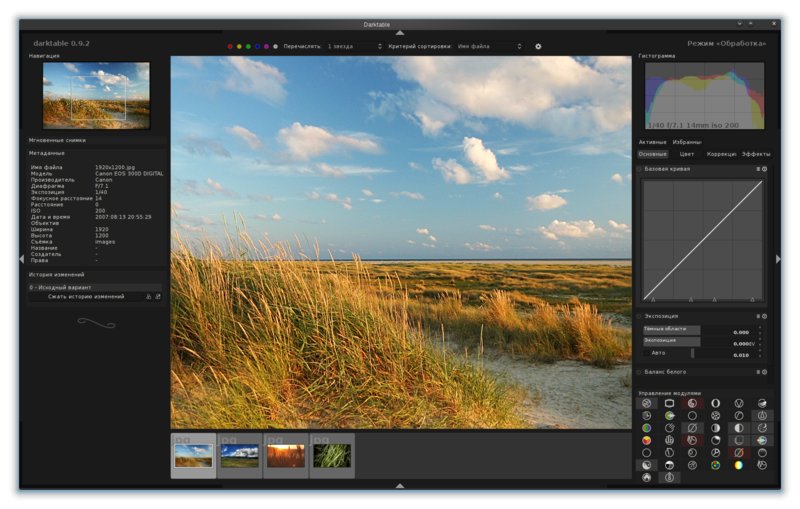 Darktable
darktable 0.9.2
Перечислять: 1 звезда
Критерий сортировки: Имя файла
Режим «Обработка»
Навигация
Мгновенные снимки
Метаданные
Имя файла 1920x1200.jpg
Модель Canon EOS 300D DIGITAL
Производитель Canon
Диафрагма F/7.1
Экспозиция 1/40
Фокусное расстояние 14
Расстояние 0
ISO 200
Дата и время 2007:08:13 20:55:29
Объектив
Ширина 1920
Высота 1200
Съёмка images
Название -
Создатель -
Права -
История изменений
0 - Исходный вариант
Сжать историю изменений
Гистограмма
1/40 f/7.1 14mm iso 200
Активные Избранны
Основные Цвет Коррекци Эффекты
Базовая кривая
Экспозиция
Тёмные области 0.000
Экспозиция 0.000EV
Авто 0.010
Баланс белого
Управление модулями